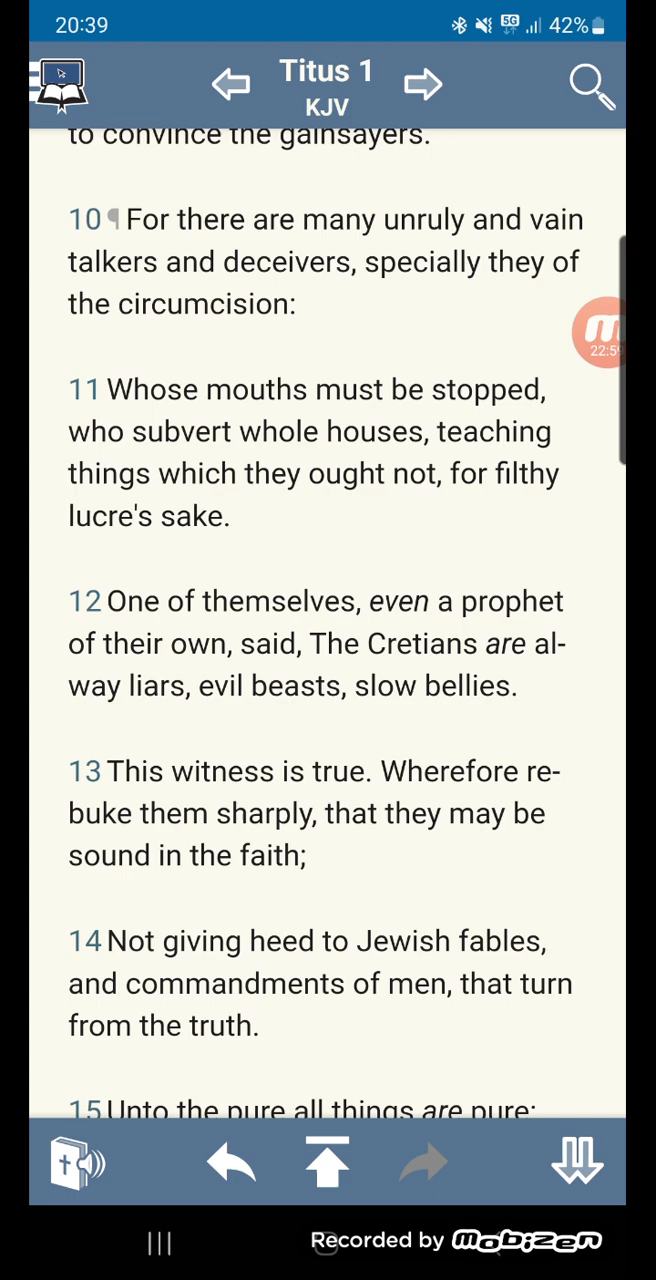 20:39 5G 42%
Titus 1
KJV
to convince the gainsayers.
10 ¶ For there are many unruly and vain
talkers and deceivers, specially they of
the circumcision:
22:59
11 Whose mouths must be stopped,
who subvert whole houses, teaching
things which they ought not, for filthy
lucre's sake.
12 One of themselves, even a prophet
of their own, said, The Cretians are al-
way liars, evil beasts, slow bellies.
13 This witness is true. Wherefore re-
buke them sharply, that they may be
sound in the faith;
14 Not giving heed to Jewish fables,
and commandments of men, that turn
from the truth.
15 Unto the pure all things are pure:
Recorded by mobizen